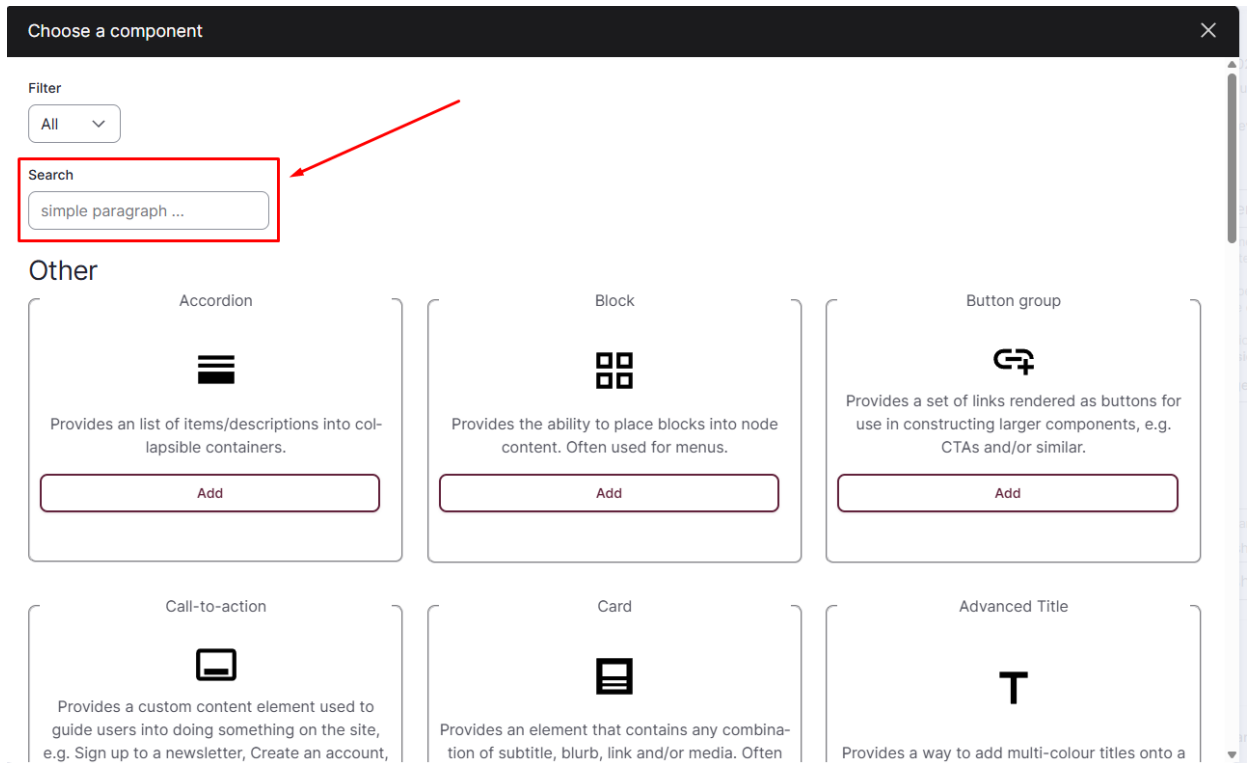 Choose a component
Filter
All
Search
simple paragraph ...
Other
Accordion
Provides an list of items/descriptions into col-
lapsible containers.
Add
Block
Provides the ability to place blocks into node
content. Often used for menus.
Add
Button group
Provides a set of links rendered as buttons for
use in constructing larger components, e.g.
CTAs and/or similar.
Add
Call-to-action
Provides a custom content element used to
guide users into doing something on the site,
e.g. Sign up to a newsletter, Create an account,
Card
Provides an element that contains any combina-
tion of subtitle, blurb, link and/or media. Often
Advanced Title
Provides a way to add multi-colour titles onto a